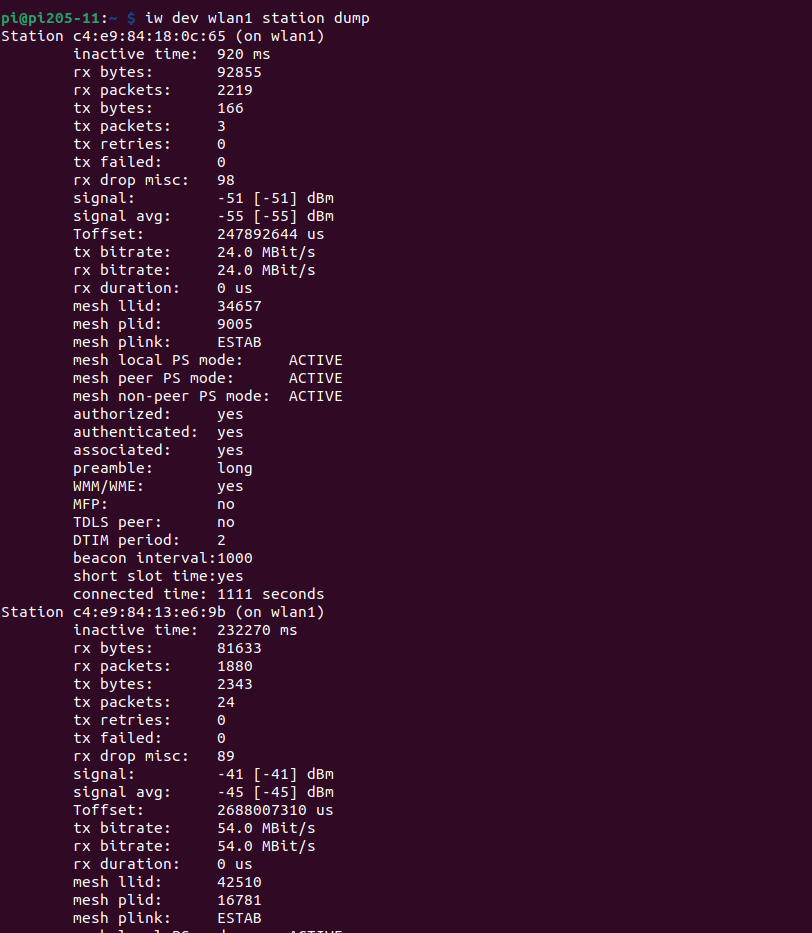 pi@pi205-11:~ $ iw dev wlan1 station dump
Station c4:e9:84:18:0c:65 (on wlan1)
inactive time: 920 ms
rx bytes: 92855
rx packets: 2219
tx bytes: 166
tx packets: 3
tx retries: 0
tx failed: 0
rx drop misc: 98
signal: -51 [-51] dBm
signal avg: -55 [-55] dBm
Toffset: 247892644 us
tx bitrate: 24.0 MBit/s
rx bitrate: 24.0 MBit/s
rx duration: 0 us
mesh llid: 34657
mesh plid: 9005
mesh plink: ESTAB
mesh local PS mode: ACTIVE
mesh peer PS mode: ACTIVE
mesh non-peer PS mode: ACTIVE
authorized: yes
authenticated: yes
associated: yes
preamble: long
WMM/WME: yes
MFP: no
TDLS peer: no
DTIM period: 2
beacon interval:1000
short slot time:yes
connected time: 1111 seconds
Station c4:e9:84:13:e6:9b (on wlan1)
inactive time: 232270 ms
rx bytes: 81633
rx packets: 1880
tx bytes: 2343
tx packets: 24
tx retries: 0
tx failed: 0
rx drop misc: 89
signal: -41 [-41] dBm
signal avg: -45 [-45] dBm
Toffset: 2688007310 us
tx bitrate: 54.0 MBit/s
rx bitrate: 54.0 MBit/s
rx duration: 0 us
mesh llid: 42510
mesh plid: 16781
mesh plink: ESTAB